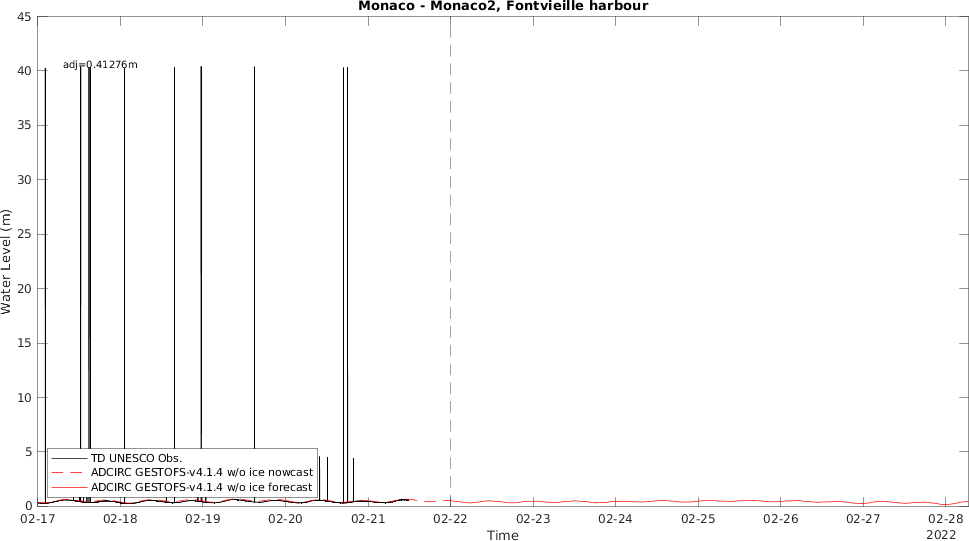 Monaco - Monaco2, Fontvieille harbour
45
40
35
30
25
20
15
10
5
0
Water Level (m)
adj=0.41276m
TD UNESCO Obs.
ADCIRC GESTOFS-v4.1.4 w/o ice nowcast
ADCIRC GESTOFS-v4.1.4 w/o ice forecast
02-17 02-18 02-19 02-20 02-21 02-22 02-23 02-24 02-25 02-26 02-27 02-28
Time
2022